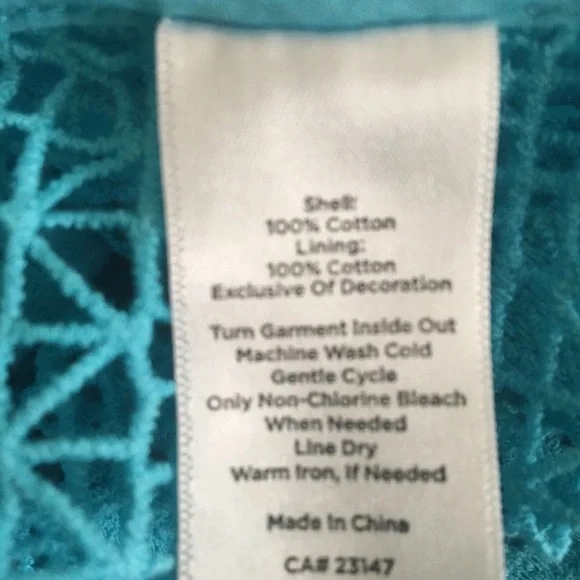 Shell:
100% Cotton
Lining:
100% Cotton
Exclusive Of Decoration
Turn Garment Inside Out
Machine Wash Cold
Gentle Cycle
Only Non-Chlorine Bleach
When Needed
Line Dry
Warm Iron, If Needed
Made In China
CA# 23147